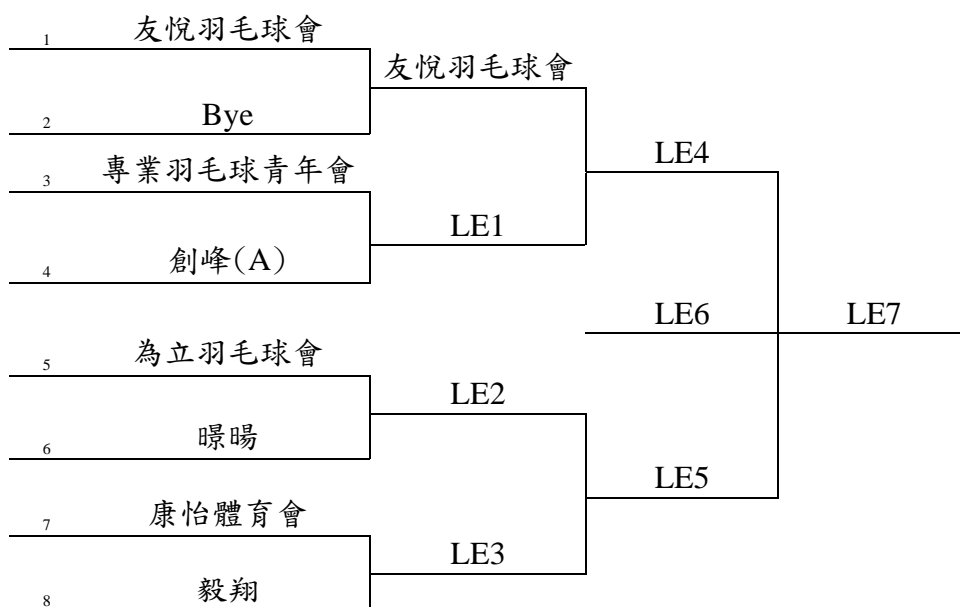 1 友悅羽毛球會
友悅羽毛球會
2 Bye
LE4
3 專業羽毛球青年會
LE1
4 創峰(A)
LE6 LE7
5 為立羽毛球會
LE2
6 暻暘
LE5
7 康怡體育會
LE3
8 毅翔